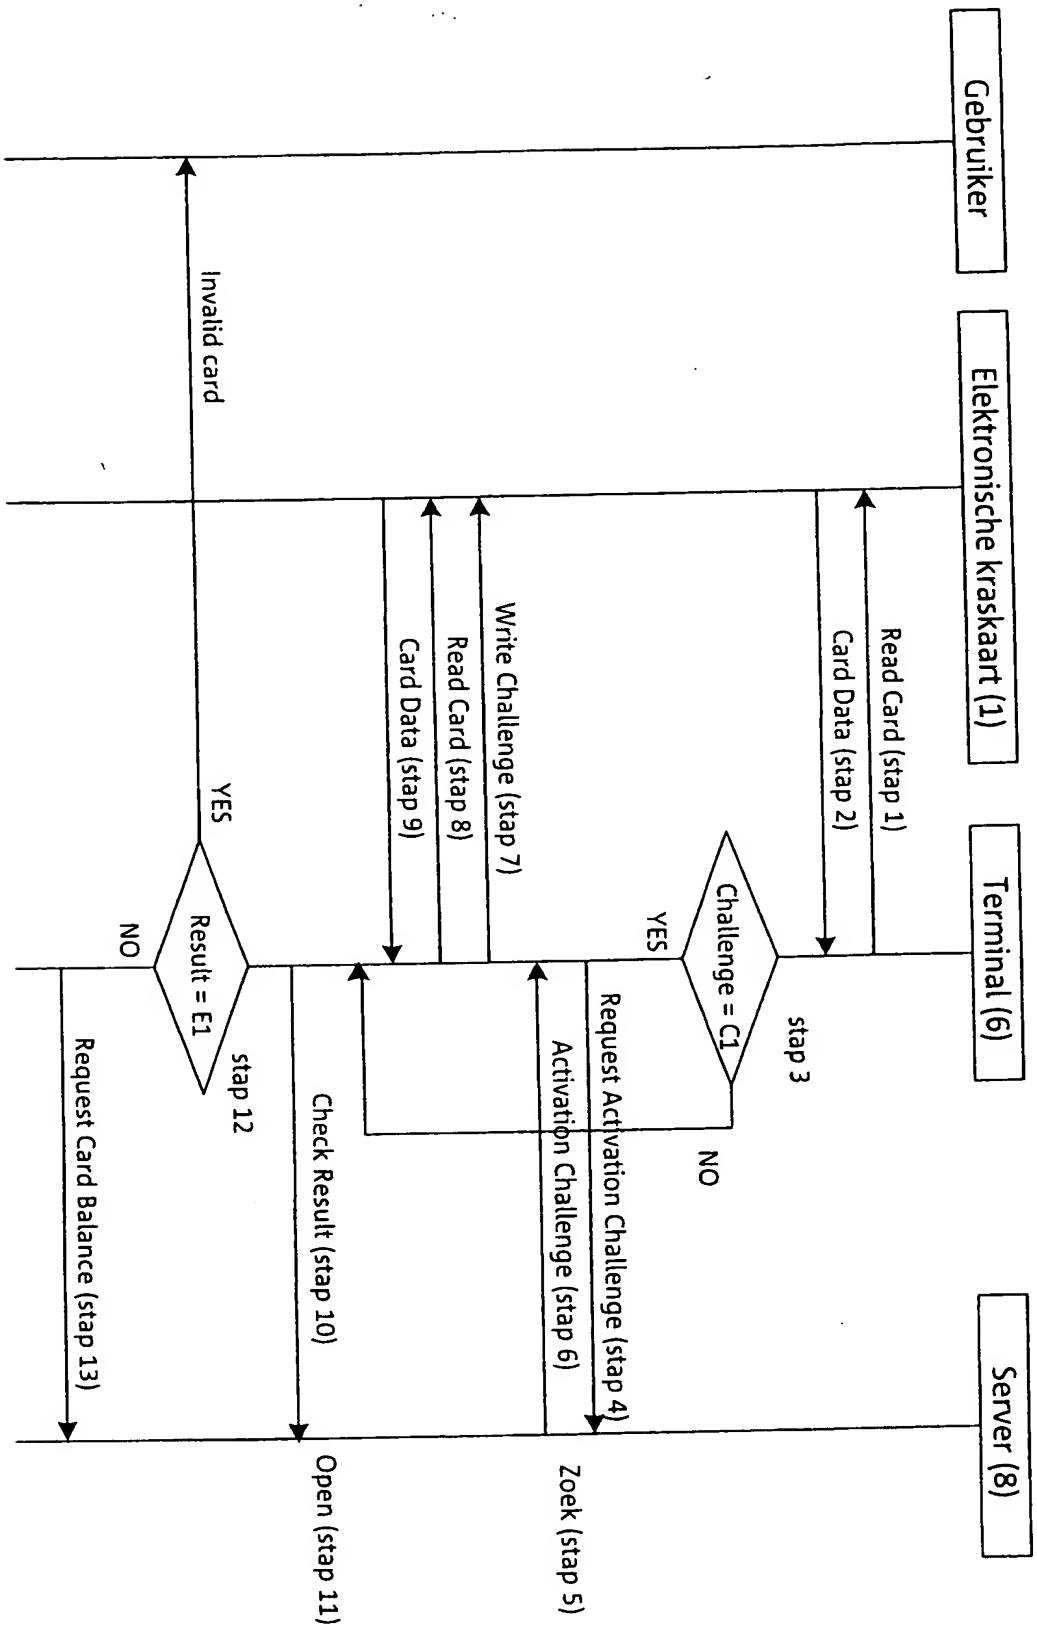 Gebruiker
Elektronische kraskaart (1)
Terminal (6)
Server (8)
Read Card (stap 1)
Card Data (stap 2)
stap 3
Challenge = C1
NO
YES
Request Activation Challenge (stap 4)
Zoek (stap 5)
Activation Challenge (stap 6)
Write Challenge (stap 7)
Read Card (stap 8)
Card Data (stap 9)
Check Result (stap 10)
Open (stap 11)
stap 12
Result = E1
YES
Invalid card
NO
Request Card Balance (stap 13)